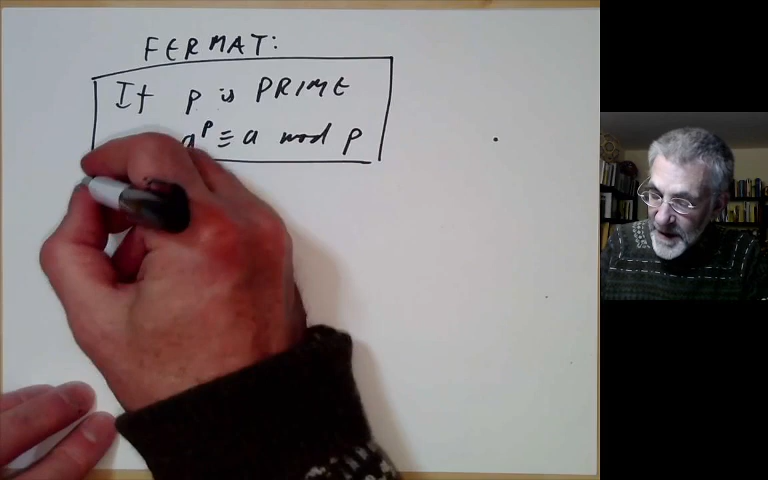 FERMAT:
If p is PRIME
a^p ≡ a mod p